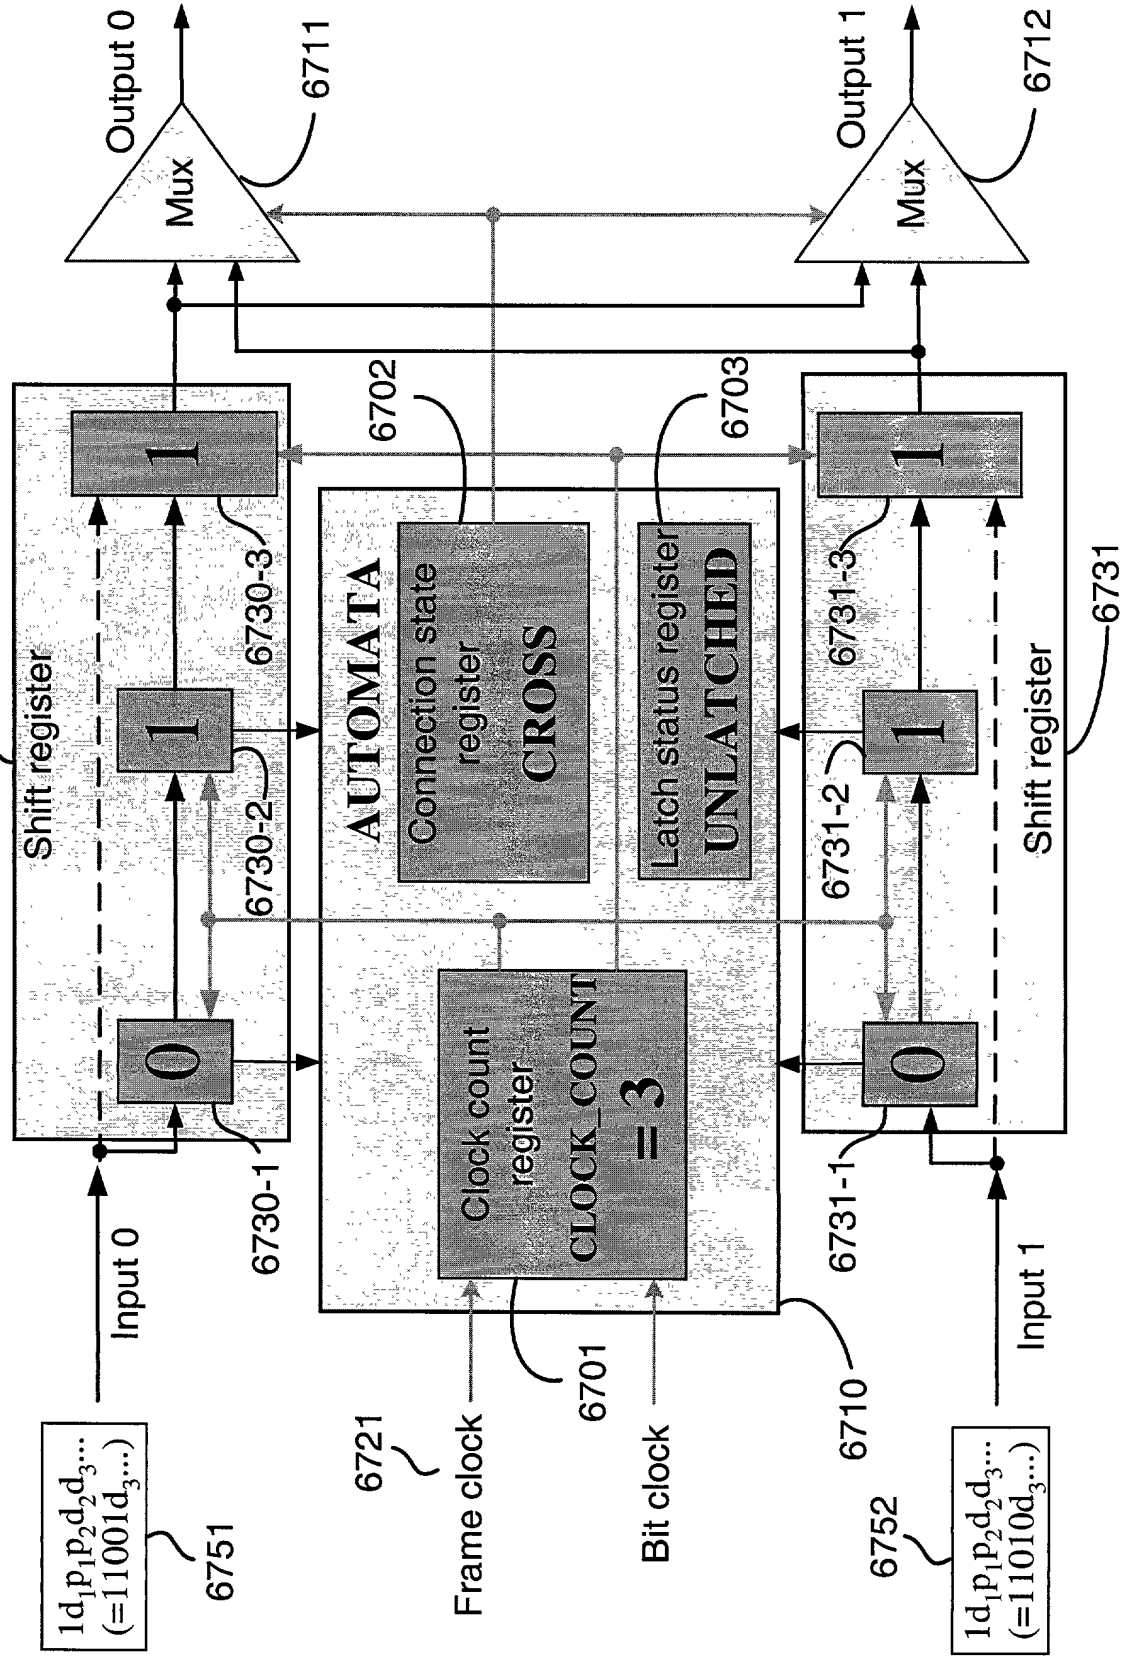 1d₁p₁p₂d₂d₃...
(=11001d₃...)
6751
Input 0
6730-1
Shift register
0
1
1
6730-2
6730-3
Output 0
Mux
6711
6721
Frame clock
Bit clock
6701
6710
Clock count
register
CLOCK_COUNT
= 3
AUTOMATA
Connection state
register
CROSS
6702
Latch status register
UNLATCHED
6703
1d₁p₁p₂d₂d₃...
(=11010d₃...)
6752
Input 1
6731-1
0
1
1
6731-2
6731-3
Shift register
6731
Output 1
Mux
6712